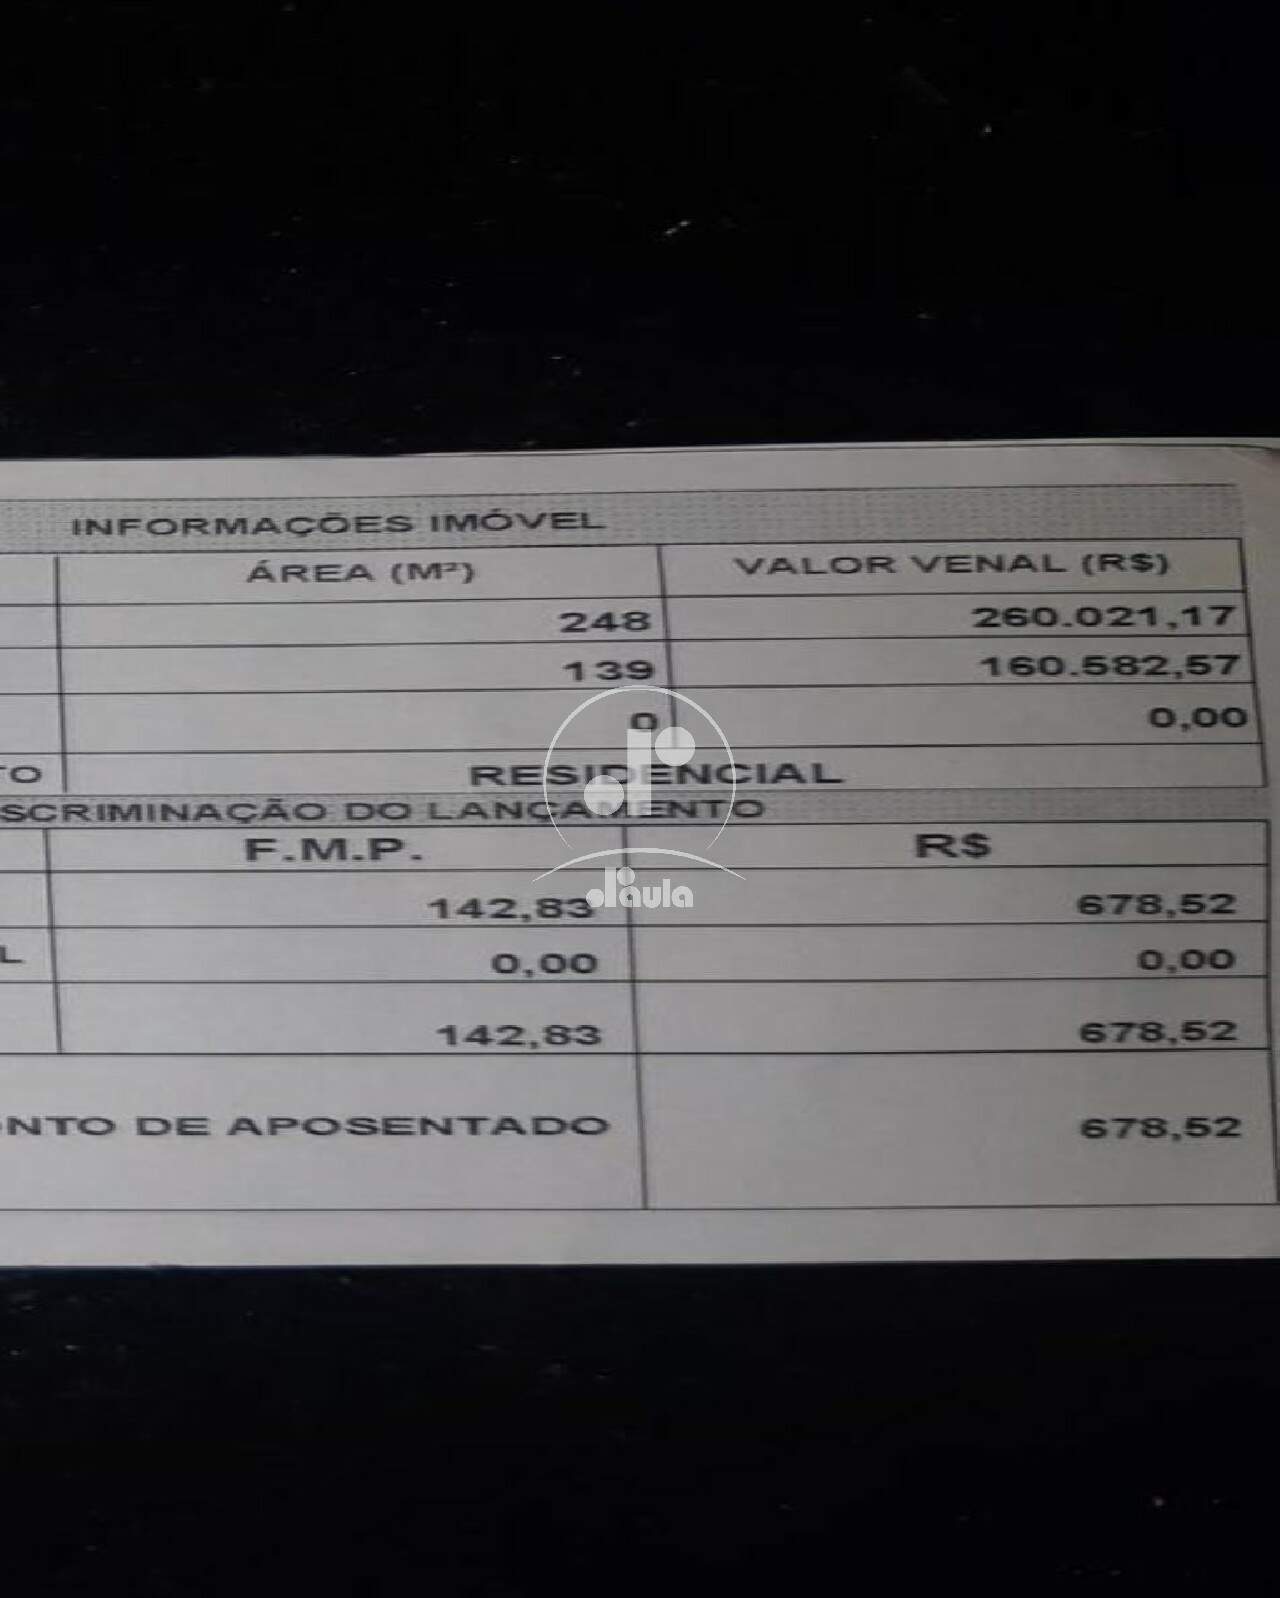 INFORMAÇÕES IMÓVEL
ÁREA (M²) VALOR VENAL (R$)
248 260.021,17
139 160.582,57
0 0,00
TO RESIDENCIAL
SCRIMINAÇÃO DO LANÇAMENTO
F.M.P. R$
142,83 678,52
d'aula
L 0,00 0,00
142,83 678,52
NTO DE APOSENTADO 678,52